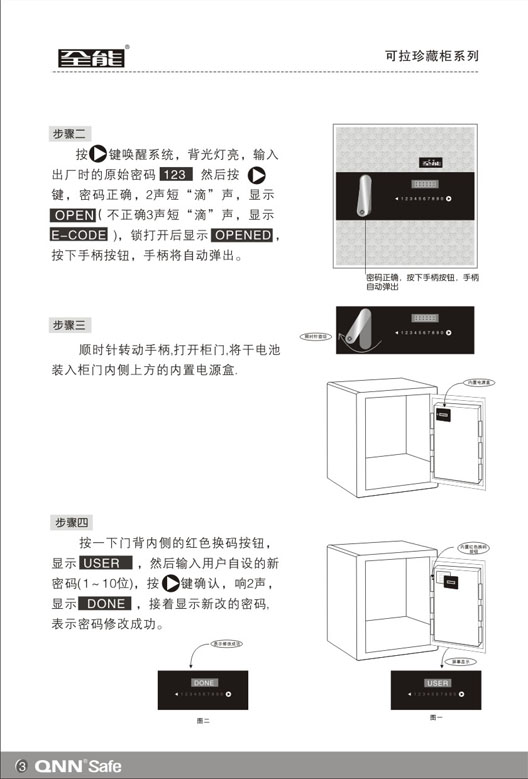 全能®
可拉珍藏柜系列
步骤二
按▶键唤醒系统，背光灯亮，输入
出厂时的原始密码 123 然后按 ▶
键，密码正确，2声短“滴”声，显示
OPEN ( 不正确3声短“滴”声，显示
E-CODE )，锁打开后显示 OPENED，
按下手柄按钮，手柄将自动弹出。
全能
1 2 3 4 5 6 7 8 9 0
密码正确，按下手柄按钮，手柄
自动弹出
步骤三
顺时针转动手柄,打开柜门,将干电池
装入柜门内侧上方的内置电源盒.
顺时针旋转
1 2 3 4 5 6 7 8 9 0
内置电源盒
步骤四
按一下门背内侧的红色换码按钮，
显示 USER ，然后输入用户自设的新
密码(1~10位)，按▶键确认，响2声，
显示 DONE ，接着显示新改的密码,
表示密码修改成功。
内置红色换码
按钮
表示修改成功
DONE
1 2 3 4 5 6 7 8 9 0
图二
屏幕显示
USER
1 2 3 4 5 6 7 8 9 0
图一
3 QNN® Safe